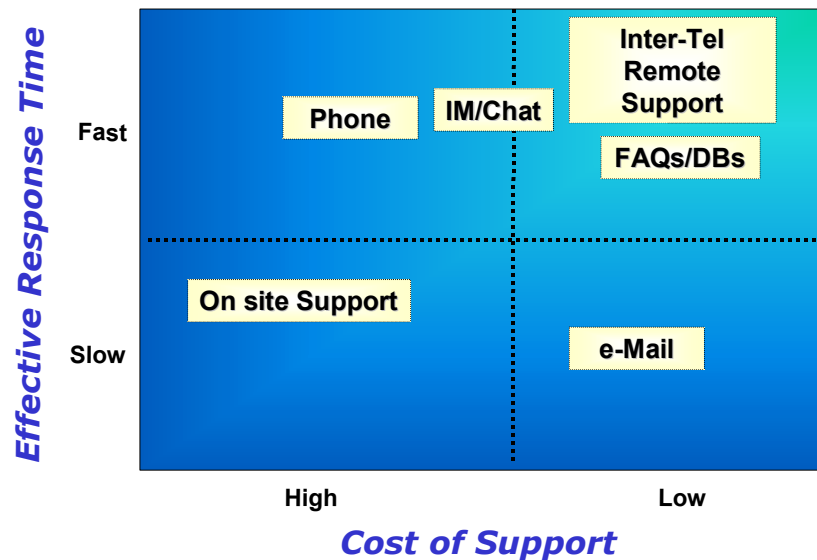 Effective Response Time
Fast
Slow
Phone
IM/Chat
Inter-Tel
Remote
Support
FAQs/DBs
On site Support
e-Mail
High
Low
Cost of Support